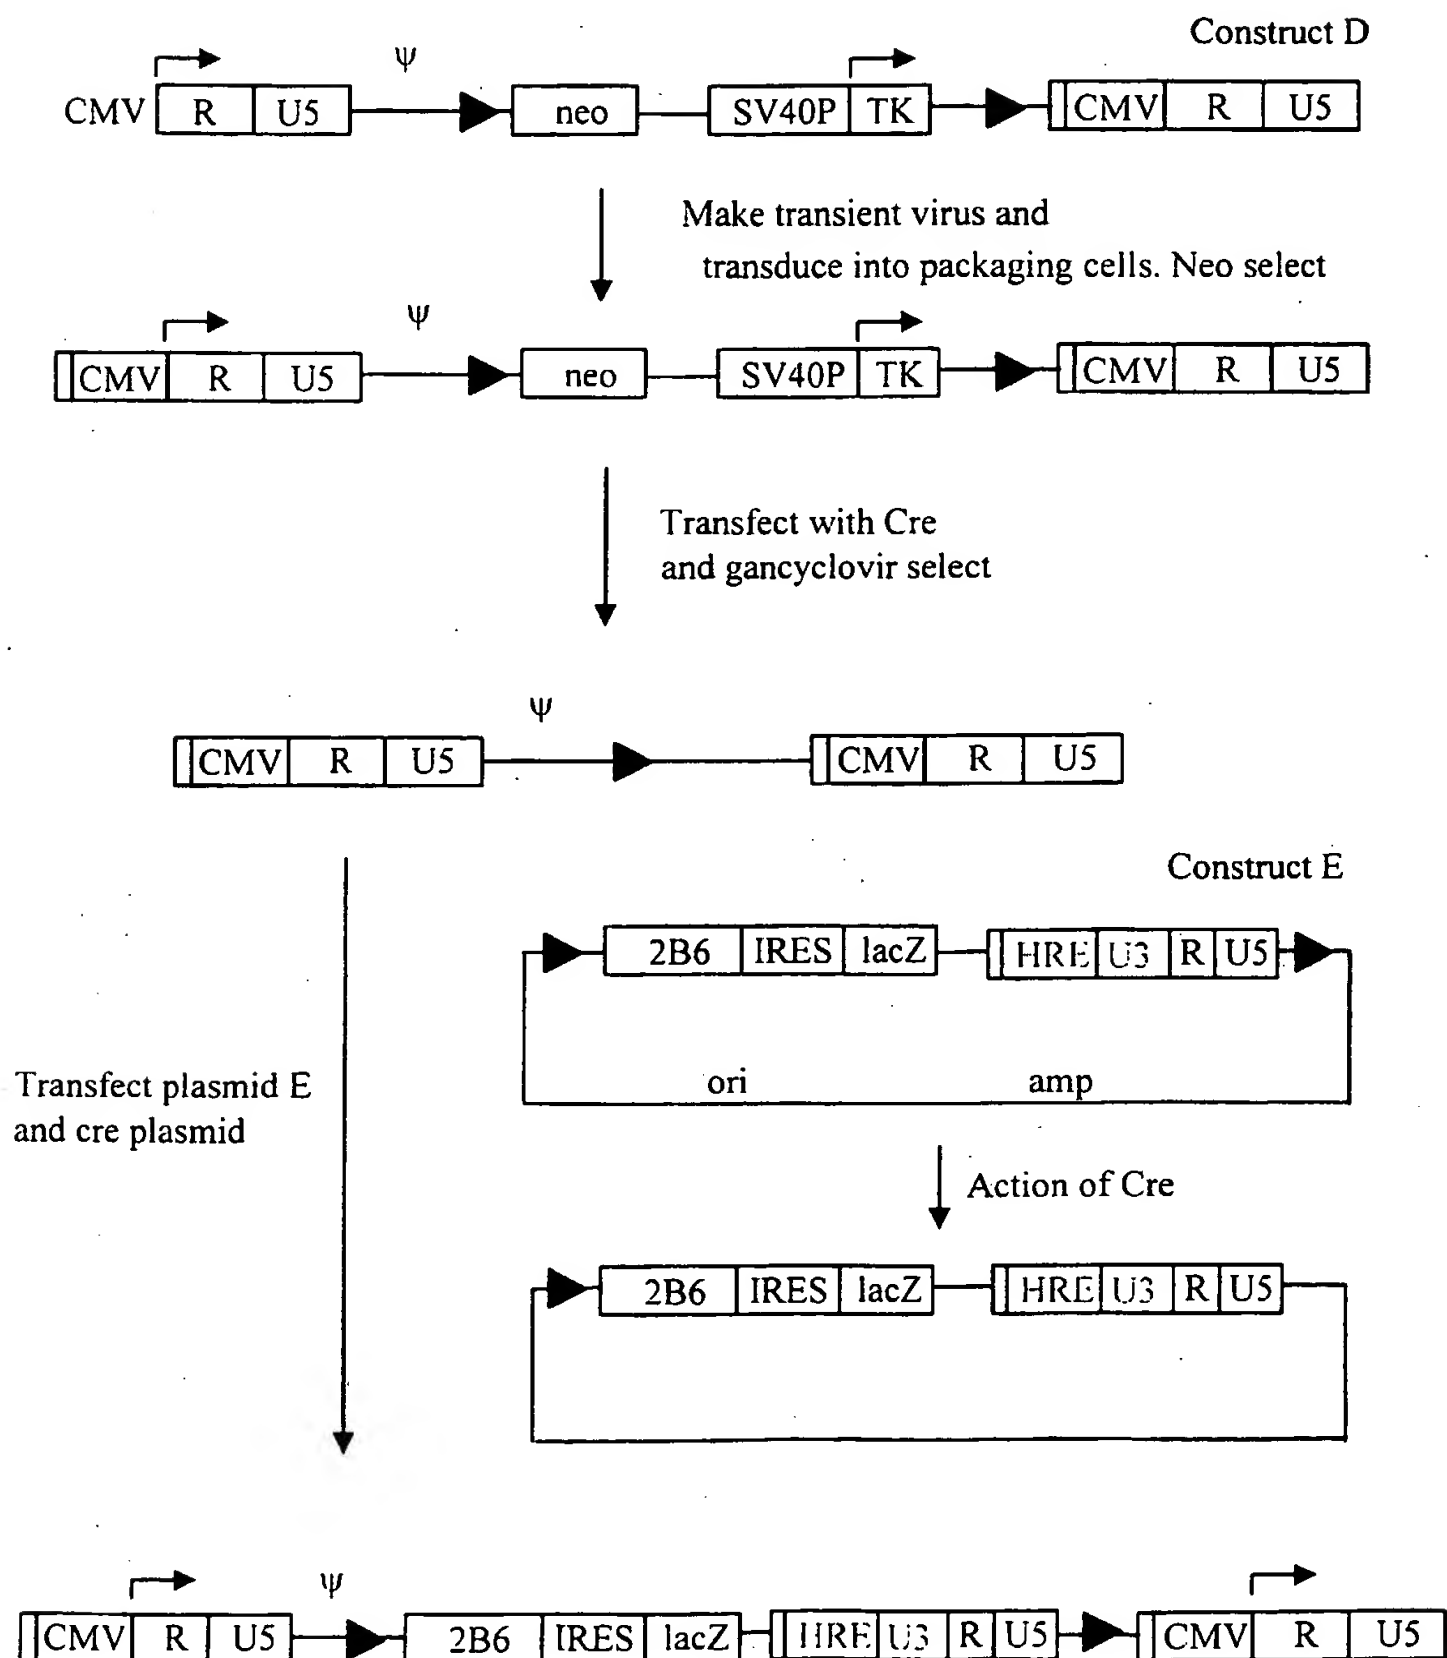 Construct D
ψ
CMV R U5 neo SV40P TK CMV R U5
Make transient virus and
transduce into packaging cells. Neo select
ψ
CMV R U5 neo SV40P TK CMV R U5
Transfect with Cre
and gancyclovir select
ψ
CMV R U5 CMV R U5
Construct E
2B6 IRES lacZ HRE U3 R U5
ori amp
Transfect plasmid E
and cre plasmid
Action of Cre
2B6 IRES lacZ HRE U3 R U5
ψ
CMV R U5 2B6 IRES lacZ HRE U3 R U5 CMV R U5